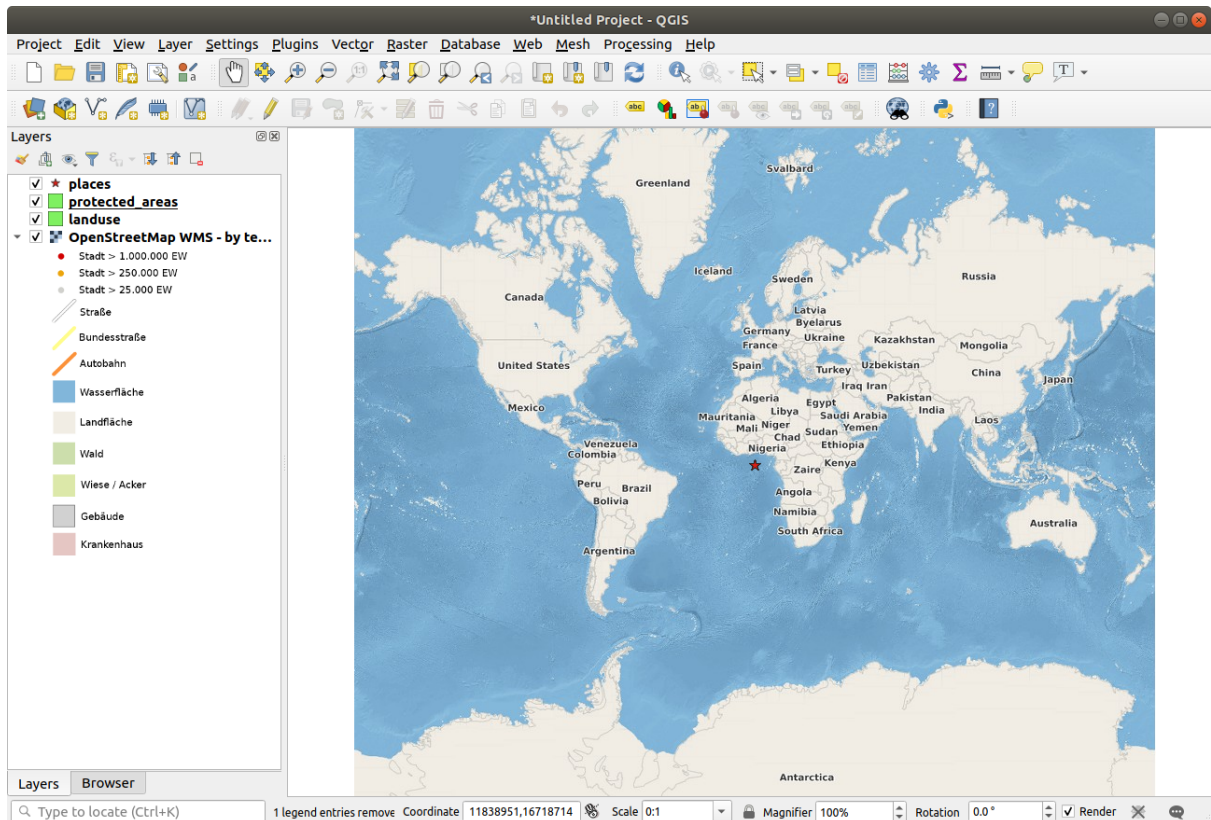 *Untitled Project - QGIS
Project Edit View Layer Settings Plugins Vector Raster Database Web Mesh Processing Help
Layers
places
protected_areas
landuse
OpenStreetMap WMS - by te...
Stadt > 1.000.000 EW
Stadt > 250.000 EW
Stadt > 25.000 EW
Straße
Bundesstraße
Autobahn
Wasserfläche
Landfläche
Wald
Wiese / Acker
Gebäude
Krankenhaus
Svalbard
Greenland
Iceland
Sweden
Russia
Canada
Latvia
Byelarus
Germany
Ukraine
France
Kazakhstan
Mongolia
United States
Spain
Turkey
Uzbekistan
China
Japan
Iraq
Iran
Mexico
Algeria
Egypt
Pakistan
Mauritania
Libya
Saudi Arabia
India
Mali
Niger
Sudan
Yemen
Laos
Chad
Venezuela
Nigeria
Ethiopia
Colombia
Zaire
Kenya
Peru
Brazil
Angola
Bolivia
Namibia
Australia
South Africa
Argentina
Antarctica
Layers Browser
Type to locate (Ctrl+K) 1 legend entries remove Coordinate 11838951,16718714 Scale 0:1 Magnifier 100% Rotation 0.0 ° Render